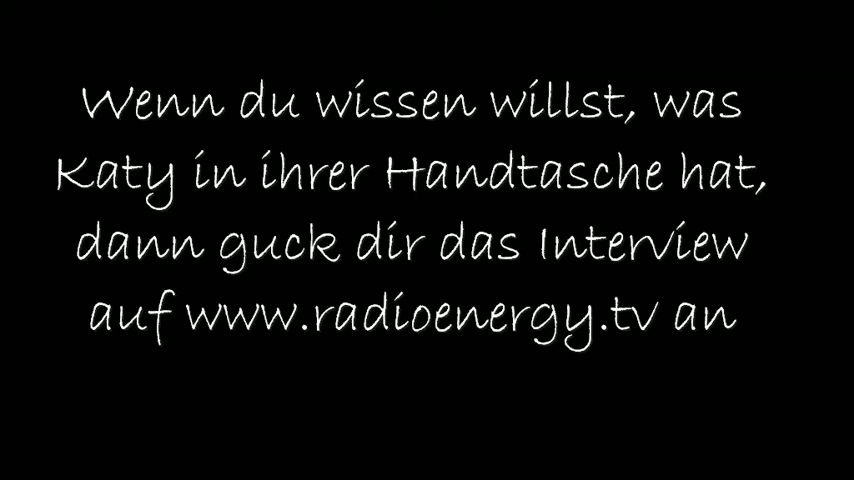 Wenn du wissen willst, was
Katy in ihrer Handtasche hat,
dann guck dir das Interview
auf www.radioenergy.tv an